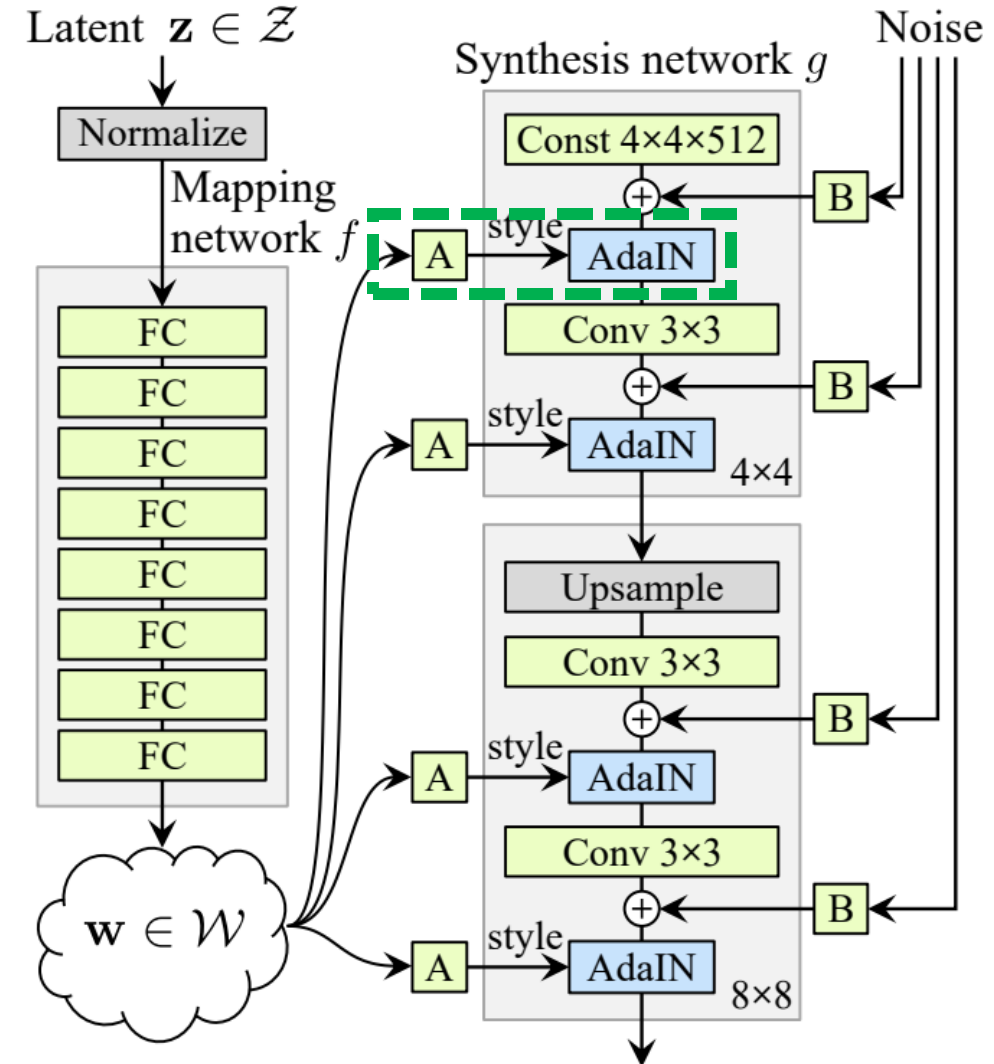 Latent z ∈ 𝒵
Normalize
Mapping
network f
FC
FC
FC
FC
FC
FC
FC
FC
w ∈ 𝒲
Synthesis network g
Noise
Const 4×4×512
B
A
style
AdaIN
Conv 3×3
B
A
style
AdaIN
4×4
Upsample
Conv 3×3
B
A
style
AdaIN
Conv 3×3
B
A
style
AdaIN
8×8